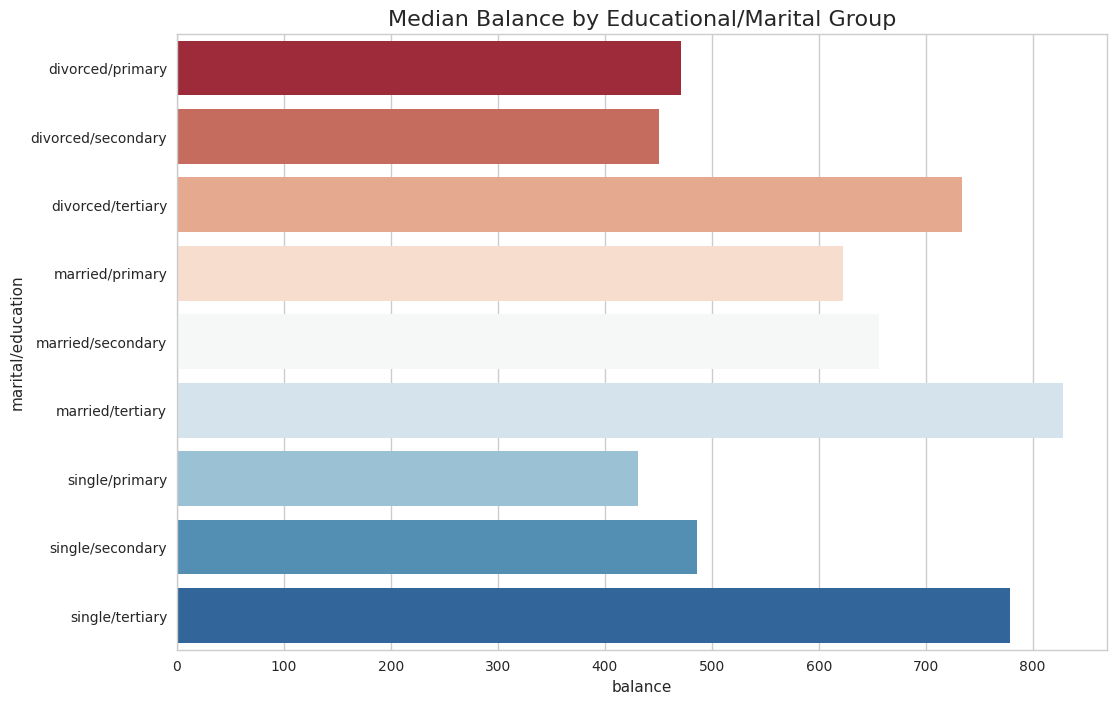 Median Balance by Educational/Marital Group
marital/education
divorced/primary
divorced/secondary
divorced/tertiary
married/primary
married/secondary
married/tertiary
single/primary
single/secondary
single/tertiary
0 100 200 300 400 500 600 700 800
balance